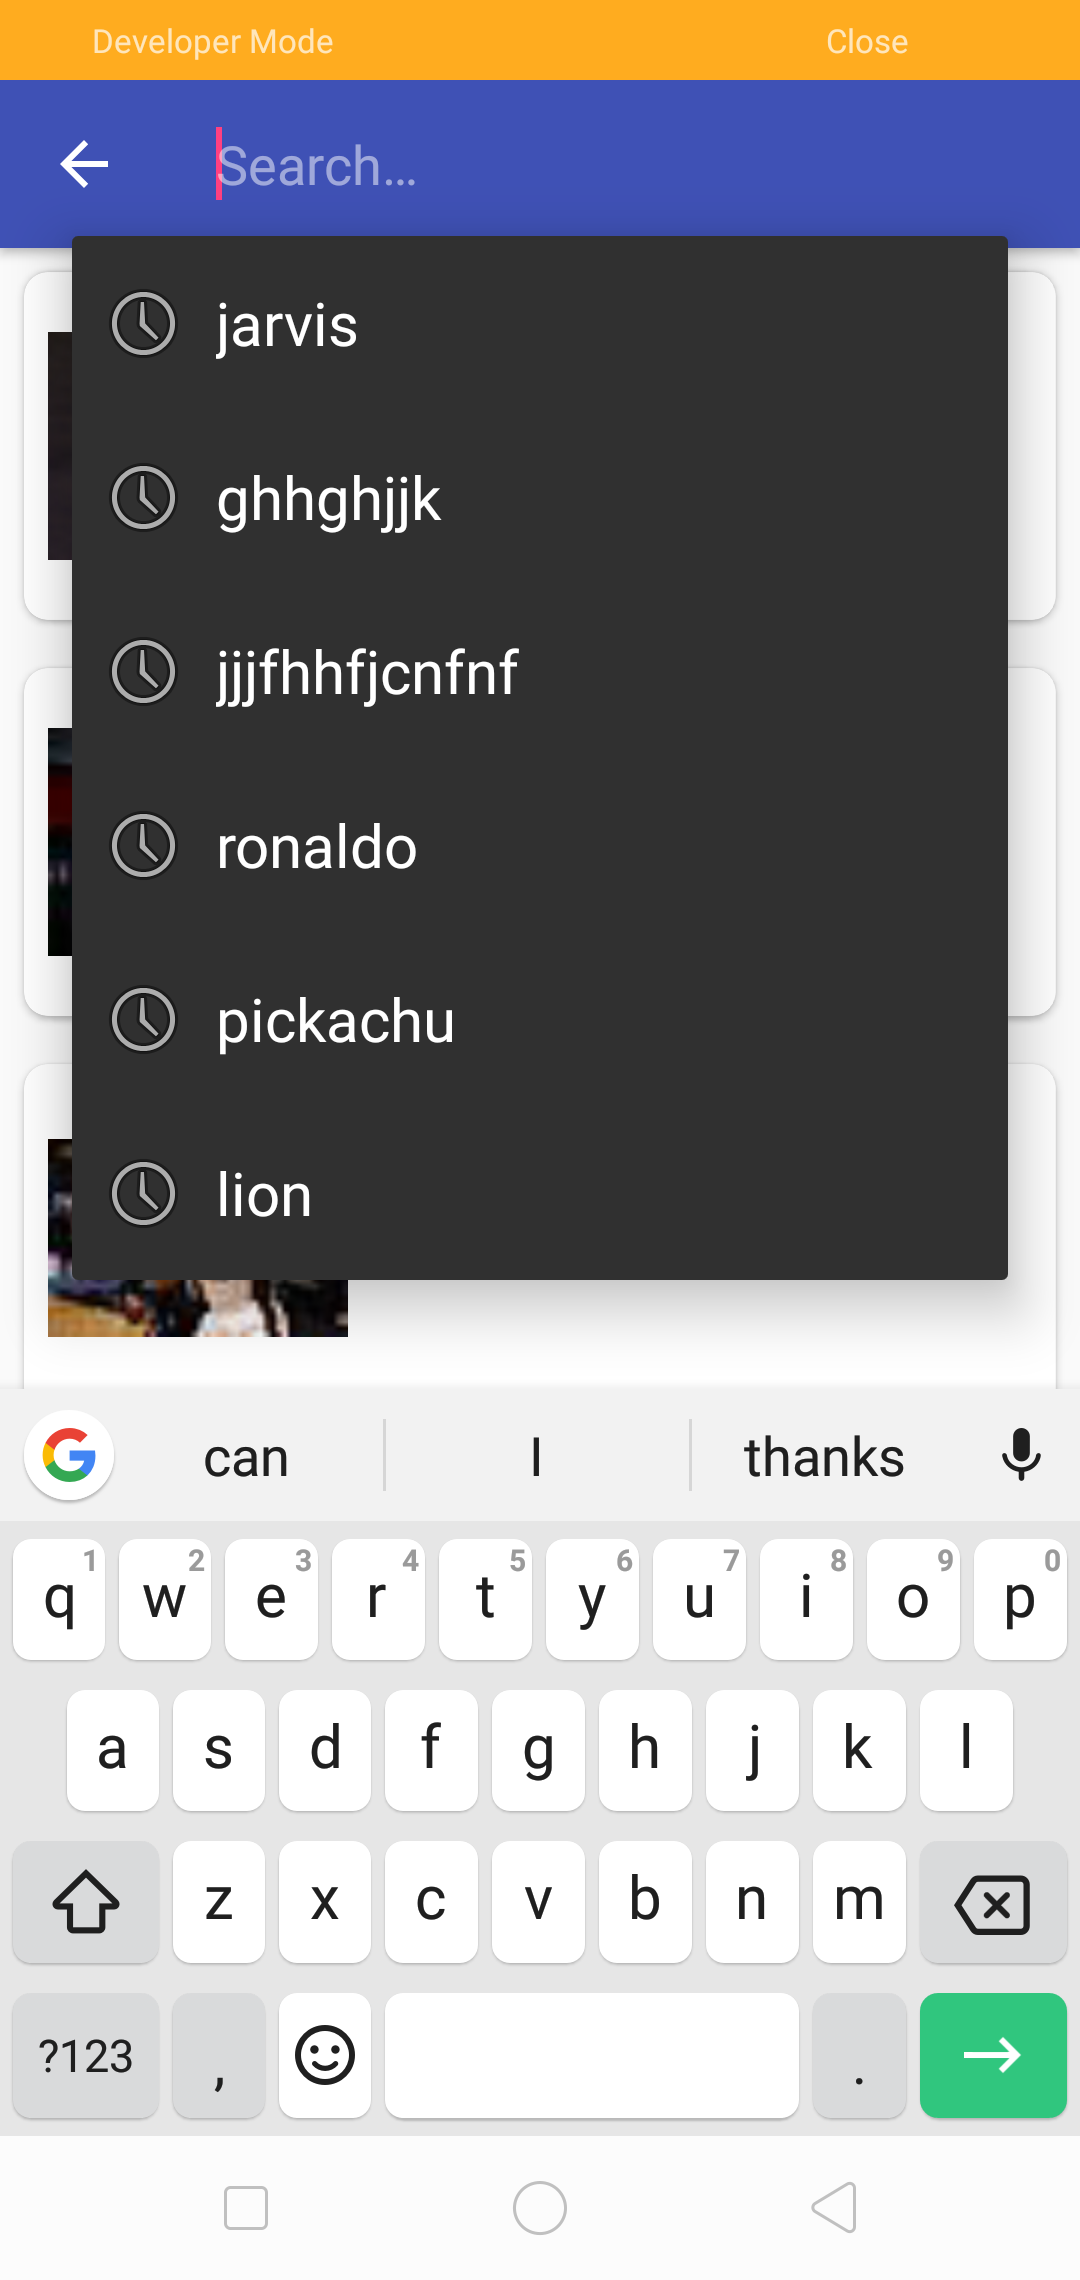 Developer Mode Close
Search...
jarvis
ghhghjjk
jjjfhhfjcnfnf
ronaldo
pickachu
lion
can I thanks
1 2 3 4 5 6 7 8 9 0
q w e r t y u i o p
a s d f g h j k l
z x c v b n m
?123 , .